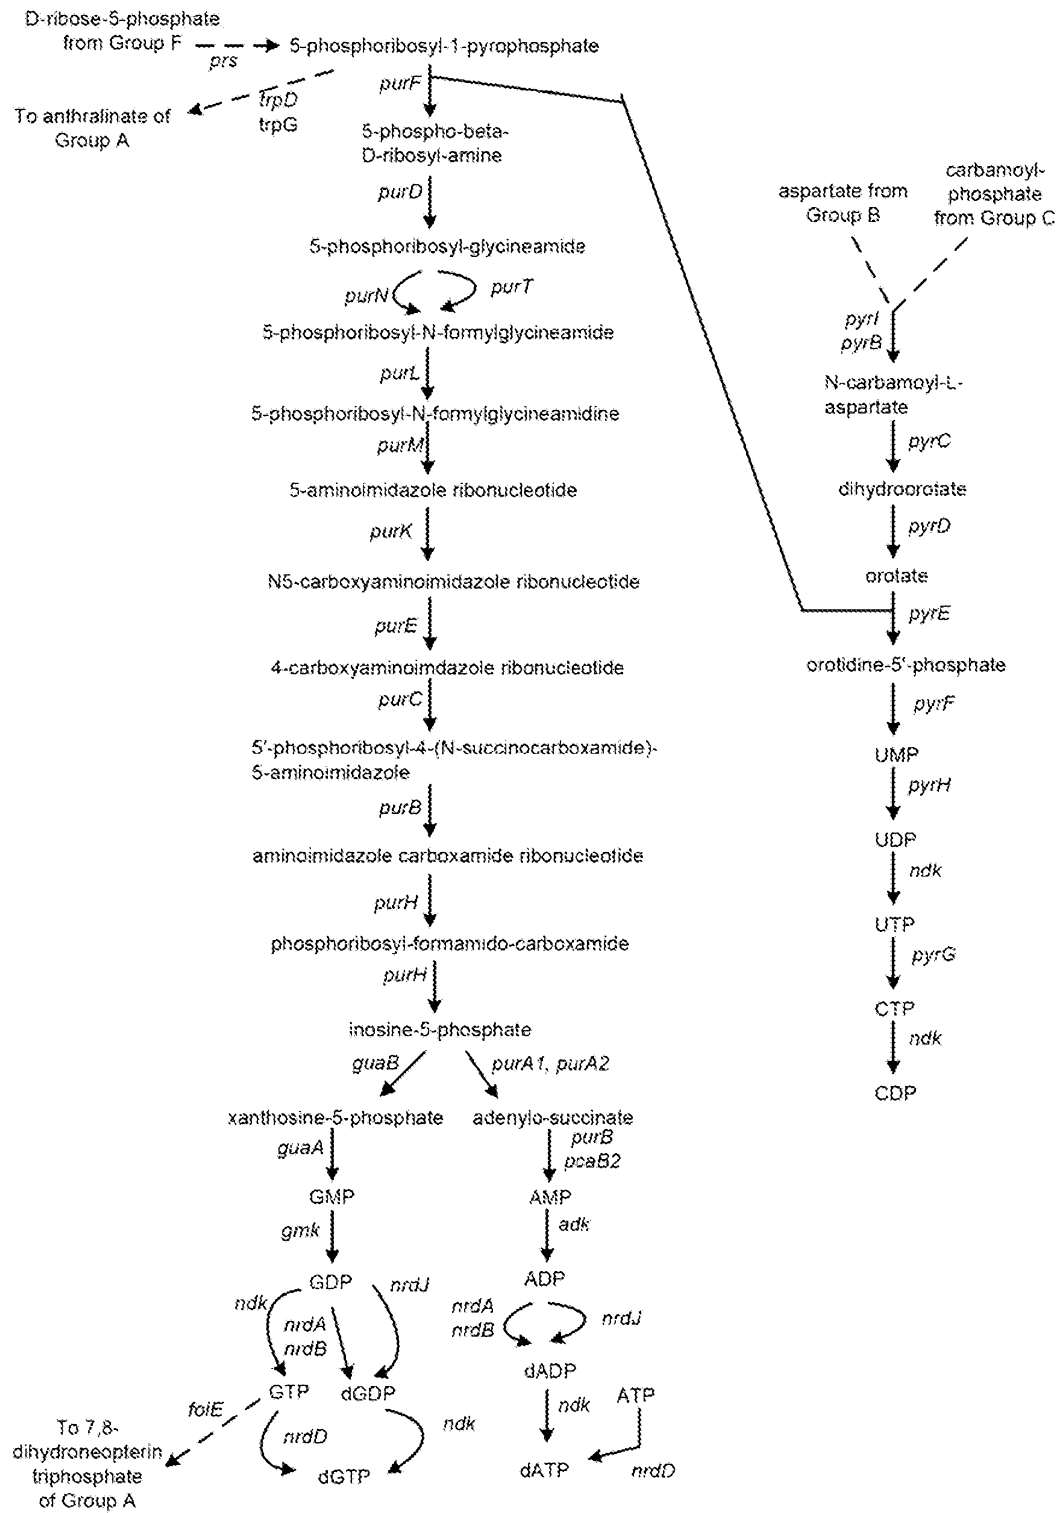 D-ribose-5-phosphate
from Group F
prs
5-phosphoribosyl-1-pyrophosphate
purF
trpD
trpG
To anthralinate of
Group A
5-phospho-beta-
D-ribosyl-amine
purD
5-phosphoribosyl-glycineamide
purN
purT
5-phosphoribosyl-N-formylglycineamide
purL
5-phosphoribosyl-N-formylglycineamidine
purM
5-aminoimidazole ribonucleotide
purK
N5-carboxyaminoimidazole ribonucleotide
purE
4-carboxyaminoimdazole ribonucleotide
purC
5'-phosphoribosyl-4-(N-succinocarboxamide)-
5-aminoimidazole
purB
aminoimidazole carboxamide ribonucleotide
purH
phosphoribosyl-formamido-carboxamide
purH
inosine-5-phosphate
guaB
purA1, purA2
xanthosine-5-phosphate
adenylo-succinate
guaA
purB
pcaB2
GMP
AMP
gmk
adk
GDP
ADP
ndk
nrdA
nrdB
nrdJ
nrdA
nrdB
nrdJ
GTP
dGDP
dADP
ATP
folE
nrdD
ndk
ndk
nrdD
dGTP
dATP
To 7,8-
dihydroneopterin
triphosphate
of Group A
aspartate from
Group B
carbamoyl-
phosphate
from Group C
pyrI
pyrB
N-carbamoyl-L-
aspartate
pyrC
dihydroorotate
pyrD
orotate
pyrE
orotidine-5'-phosphate
pyrF
UMP
pyrH
UDP
ndk
UTP
pyrG
CTP
ndk
CDP